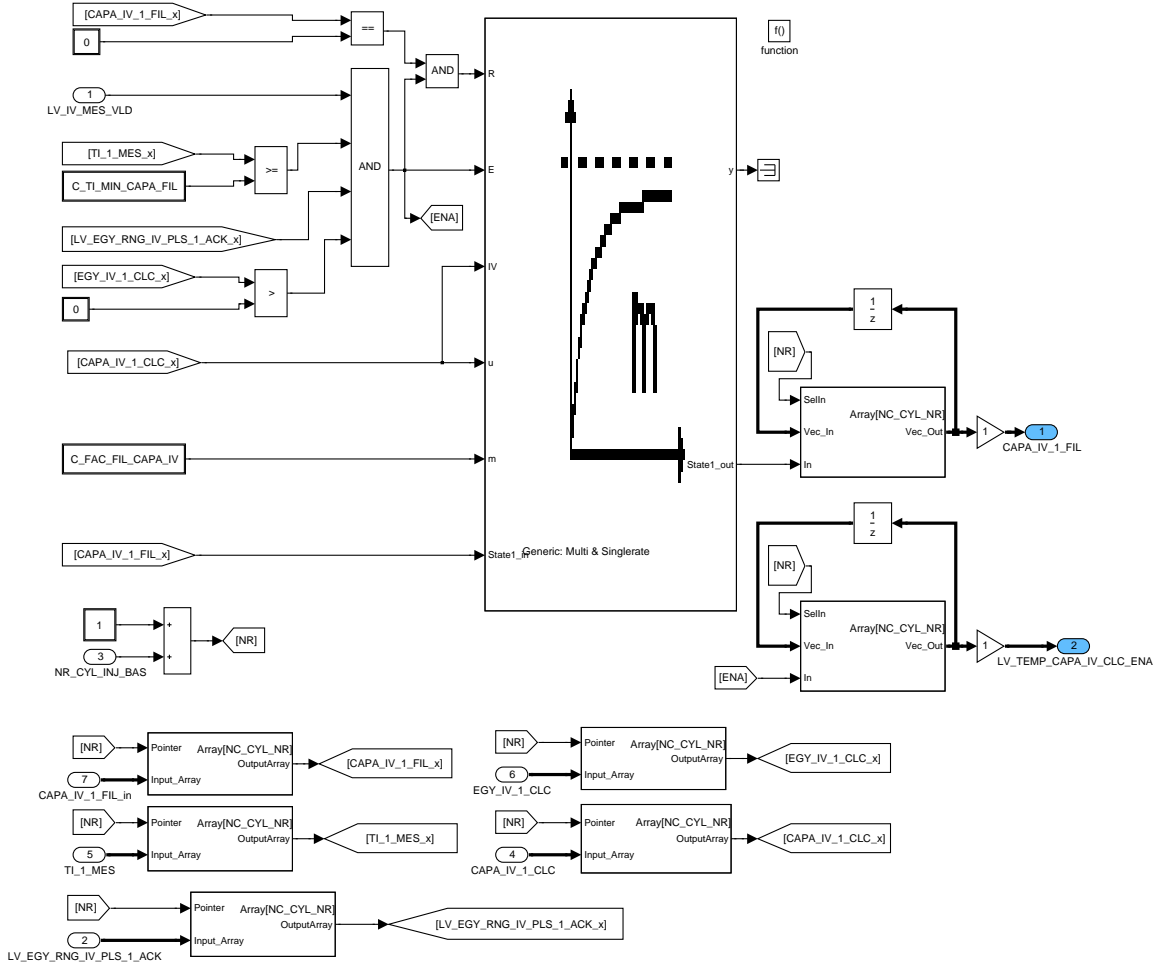 [CAPA_IV_1_FIL_x]
0
==
AND
f()
function
1
LV_IV_MES_VLD
[TI_1_MES_x]
C_TI_MIN_CAPA_FIL
>=
AND
[LV_EGY_RNG_IV_PLS_1_ACK_x]
[EGY_IV_1_CLC_x]
0
>
[ENA]
[CAPA_IV_1_CLC_x]
C_FAC_FIL_CAPA_IV
[CAPA_IV_1_FIL_x]
R
E
IV
u
m
State1_in
Generic: Multi & Singlerate
y
State1_out
1
z
[NR]
SelIn
Array[NC_CYL_NR]
Vec_In
Vec_Out
In
1
1
CAPA_IV_1_FIL
1
z
[NR]
SelIn
Array[NC_CYL_NR]
Vec_In
Vec_Out
[ENA]
In
1
2
LV_TEMP_CAPA_IV_CLC_ENA
1
+
+
3
NR_CYL_INJ_BAS
[NR]
[NR]
Pointer
Array[NC_CYL_NR]
OutputArray
[CAPA_IV_1_FIL_x]
7
Input_Array
CAPA_IV_1_FIL_in
[NR]
Pointer
Array[NC_CYL_NR]
OutputArray
[EGY_IV_1_CLC_x]
6
Input_Array
EGY_IV_1_CLC
[NR]
Pointer
Array[NC_CYL_NR]
OutputArray
[TI_1_MES_x]
5
Input_Array
TI_1_MES
[NR]
Pointer
Array[NC_CYL_NR]
OutputArray
[CAPA_IV_1_CLC_x]
4
Input_Array
CAPA_IV_1_CLC
[NR]
Pointer
Array[NC_CYL_NR]
OutputArray
[LV_EGY_RNG_IV_PLS_1_ACK_x]
2
Input_Array
LV_EGY_RNG_IV_PLS_1_ACK